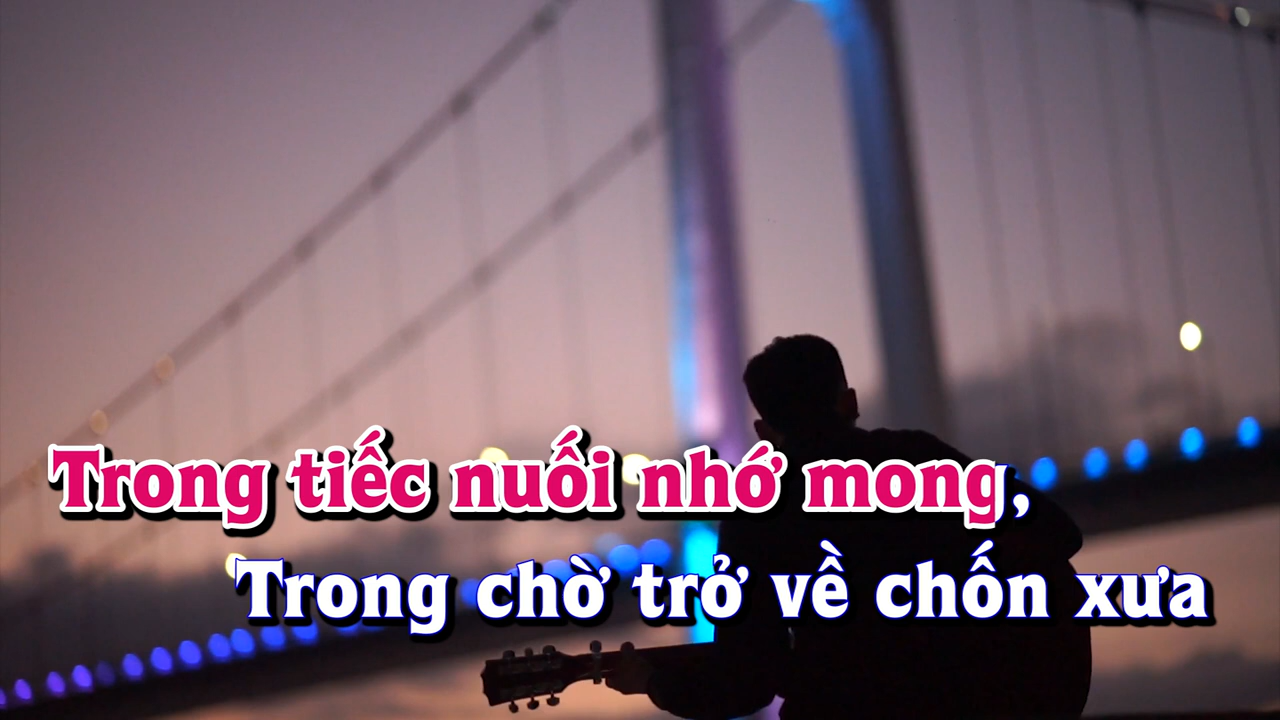 Trong tiếc nuối nhớ mong,
Trong chờ trở về chốn xưa